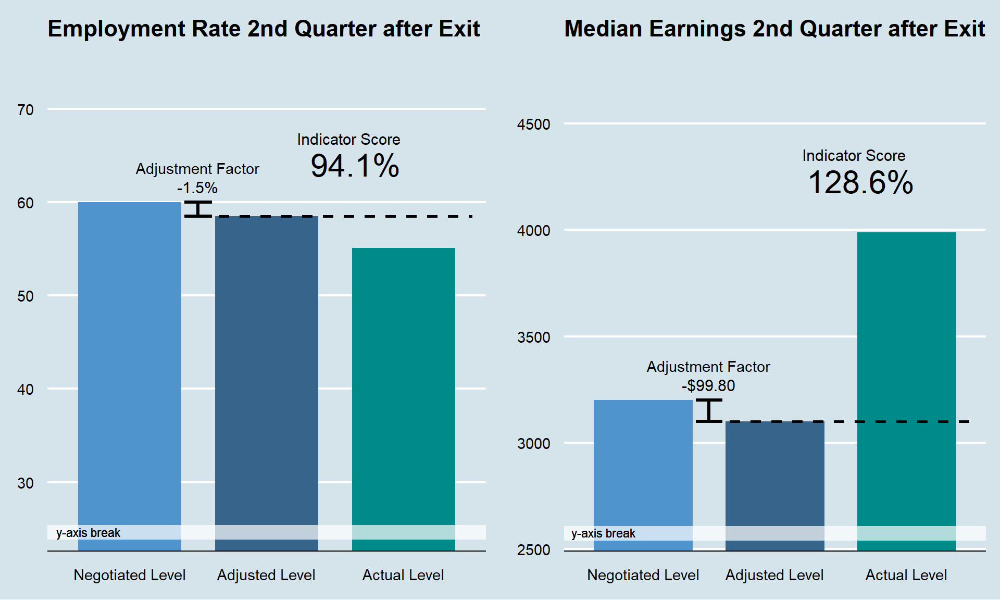 Employment Rate 2nd Quarter after Exit
70
60
50
40
30
Indicator Score
94.1%
Adjustment Factor
-1.5%
y-axis break
Negotiated Level
Adjusted Level
Actual Level
Median Earnings 2nd Quarter after Exit
4500
4000
3500
3000
2500
Indicator Score
128.6%
Adjustment Factor
-$99.80
y-axis break
Negotiated Level
Adjusted Level
Actual Level